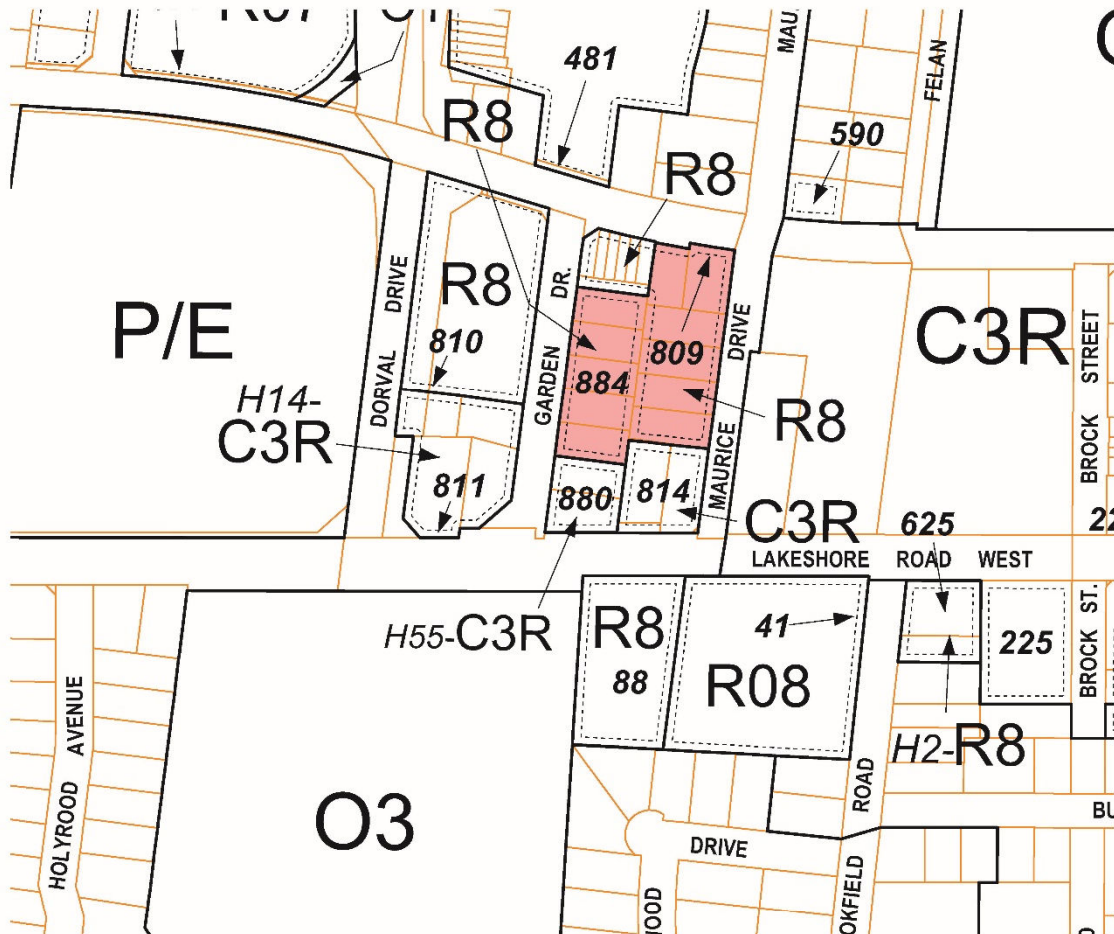 481
R8
590
FELAN
R8
R8
DR.
DRIVE
P/E
DORVAL
810
GARDEN
884
809
DRIVE
C3R
BROCK STREET
H14-
C3R
R8
811
880
814
MAURICE
C3R
625
LAKESHORE ROAD WEST
H55-C3R
R8
88
41
R08
225
BROCK ST.
H2-R8
HOLYROOD AVENUE
O3
ROAD
DRIVE